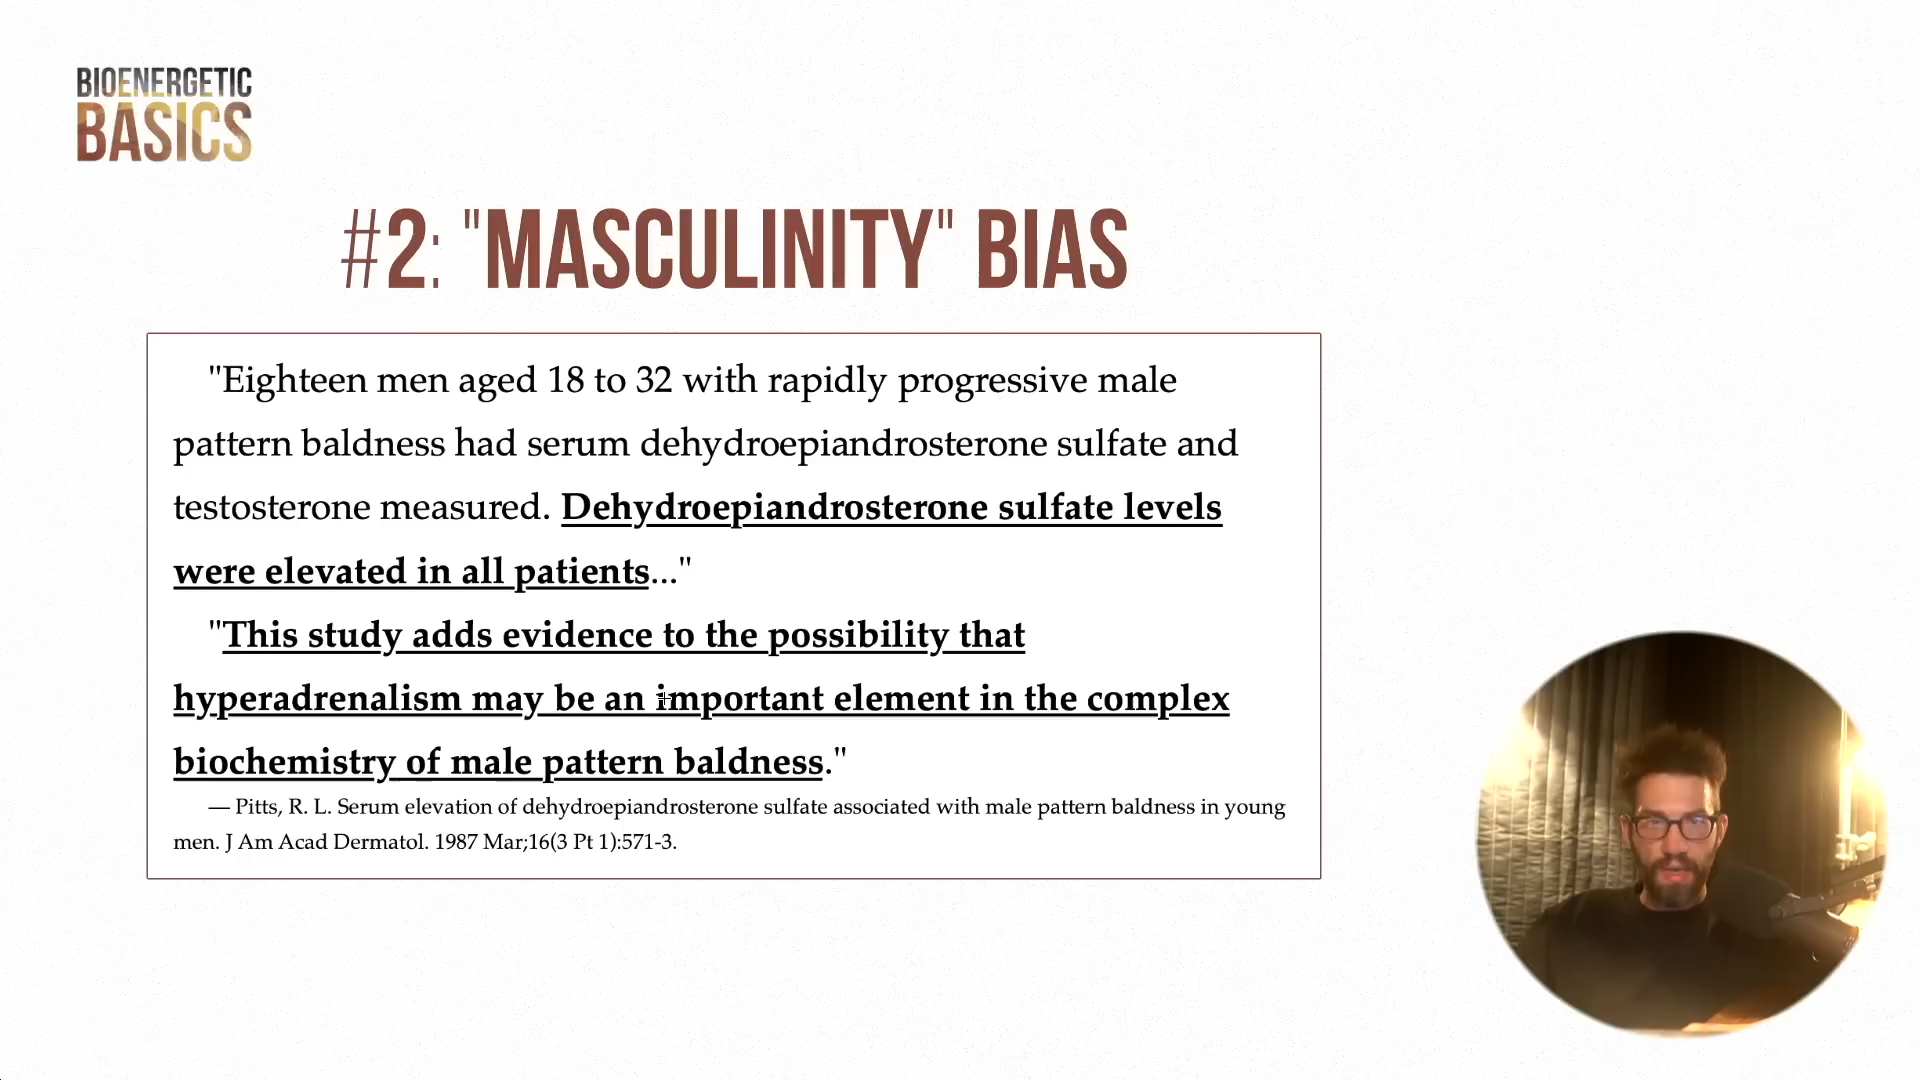 BIOENERGETIC
BASICS
#2: "MASCULINITY" BIAS
"Eighteen men aged 18 to 32 with rapidly progressive male
pattern baldness had serum dehydroepiandrosterone sulfate and
testosterone measured. Dehydroepiandrosterone sulfate levels
were elevated in all patients..."
"This study adds evidence to the possibility that
hyperadrenalism may be an important element in the complex
biochemistry of male pattern baldness."
— Pitts, R. L. Serum elevation of dehydroepiandrosterone sulfate associated with male pattern baldness in young
men. J Am Acad Dermatol. 1987 Mar;16(3 Pt 1):571-3.